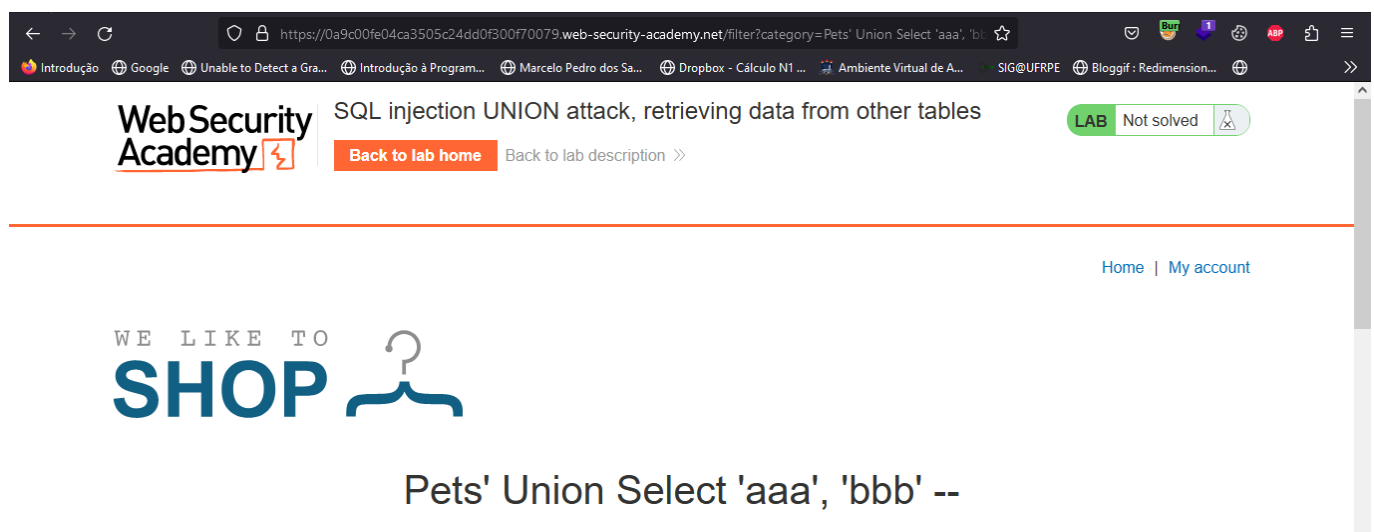 https://0a9c00fe04ca3505c24dd0f300f70079.web-security-academy.net/filter?category=Pets' Union Select 'aaa', 'bb
Bur
1
ABP
Introdução Google Unable to Detect a Gra... Introdução à Program... Marcelo Pedro dos Sa... Dropbox - Cálculo N1 ... Ambiente Virtual de A... SIG@UFRPE Bloggif : Redimension...
Web Security
Academy
SQL injection UNION attack, retrieving data from other tables
Back to lab home Back to lab description
LAB Not solved
Home | My account
WE LIKE TO
SHOP
Pets' Union Select 'aaa', 'bbb' --